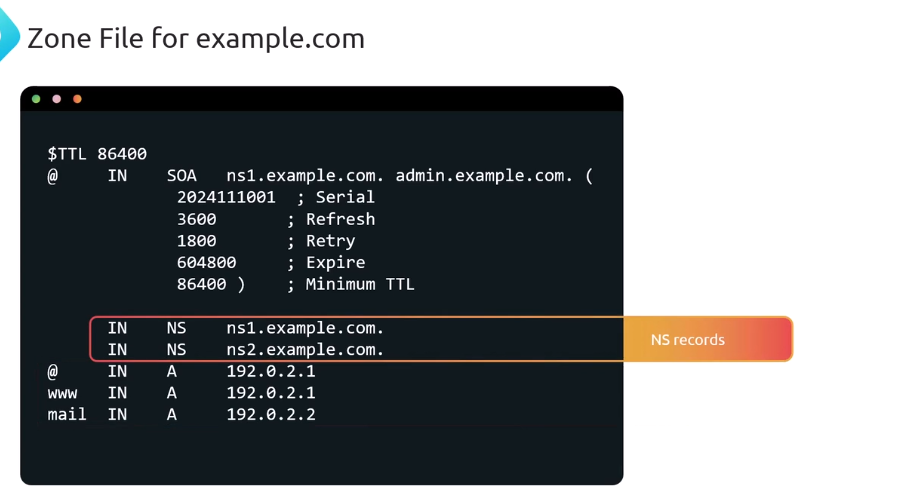 Zone File for example.com
$TTL 86400
@ IN SOA ns1.example.com. admin.example.com. (
2024111001 ; Serial
3600 ; Refresh
1800 ; Retry
604800 ; Expire
86400 ) ; Minimum TTL
IN NS ns1.example.com.
IN NS ns2.example.com.
NS records
@ IN A 192.0.2.1
www IN A 192.0.2.1
mail IN A 192.0.2.2